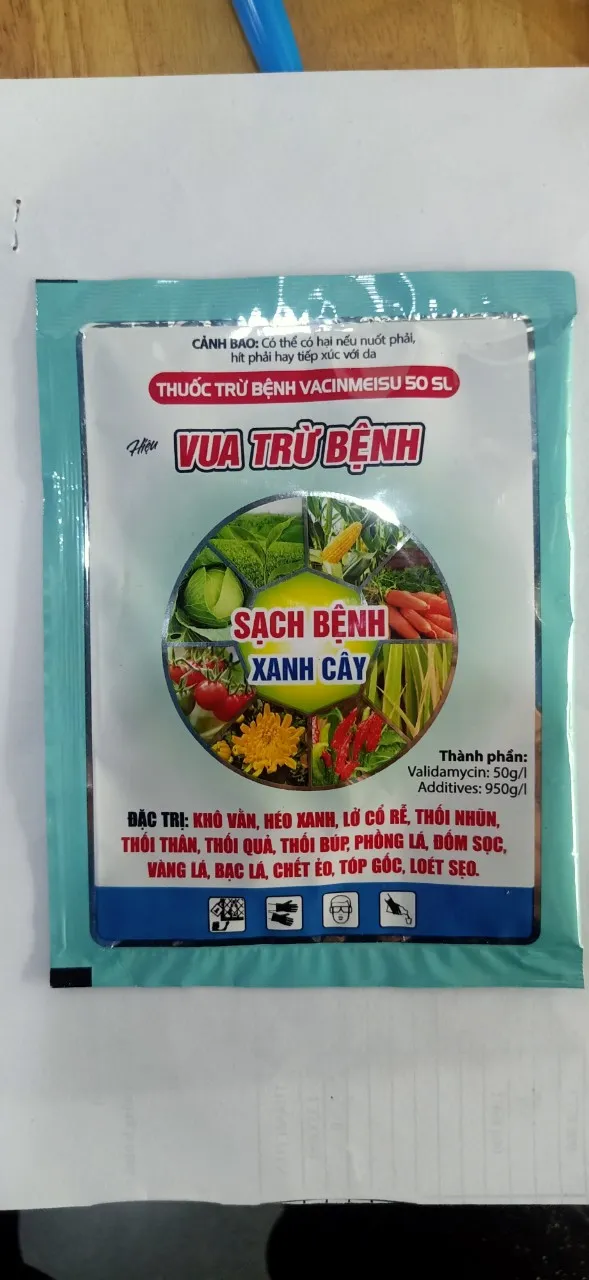 CẢNH BAO: Có thể có hại nếu nuốt phải,
hít phải hay tiếp xúc với da
THUỐC TRỪ BỆNH VACINMEISU 50 SL
Hiệu
VUA TRỪ BỆNH
SẠCH BỆNH
XANH CÂY
Thành phần:
Validamycin: 50g/l
Additives: 950g/l
ĐẶC TRỊ: KHÔ VẰN, HÉO XANH, LỞ CỔ RỄ, THỐI NHŨN,
THỐI THÂN, THỐI QUẢ, THỐI BÚP, PHỒNG LÁ, ĐỐM SỌC,
VÀNG LÁ, BẠC LÁ, CHẾT ẺO, TÓP GỐC, LOÉT SẸO.